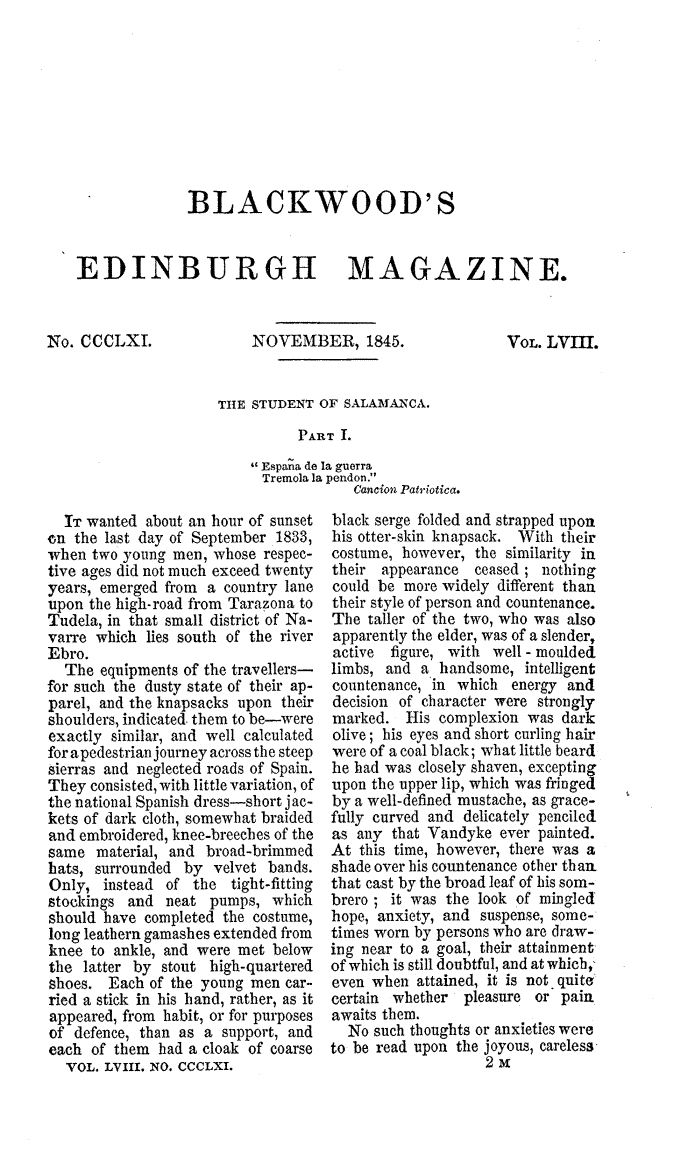 BLACKWOOD'S
EDINBURGH MAGAZINE.
No. CCCLXI. NOVEMBER, 1845. VOL. LVIII.
THE STUDENT OF SALAMANCA.
PART I.
“ España de la guerra
Tremola la pendon.”
Cancion Patriotica.
IT wanted about an hour of sunset
on the last day of September 1833,
when two young men, whose respec-
tive ages did not much exceed twenty
years, emerged from a country lane
upon the high-road from Tarazona to
Tudela, in that small district of Na-
varre which lies south of the river
Ebro.
The equipments of the travellers—
for such the dusty state of their ap-
parel, and the knapsacks upon their
shoulders, indicated them to be—were
exactly similar, and well calculated
for a pedestrian journey across the steep
sierras and neglected roads of Spain.
They consisted, with little variation, of
the national Spanish dress—short jac-
kets of dark cloth, somewhat braided
and embroidered, knee-breeches of the
same material, and broad-brimmed
hats, surrounded by velvet bands.
Only, instead of the tight-fitting
stockings and neat pumps, which
should have completed the costume,
long leathern gamashes extended from
knee to ankle, and were met below
the latter by stout high-quartered
shoes. Each of the young men car-
ried a stick in his hand, rather, as it
appeared, from habit, or for purposes
of defence, than as a support, and
each of them had a cloak of coarse
VOL. LVIII. NO. CCCLXI.
black serge folded and strapped upon
his otter-skin knapsack. With their
costume, however, the similarity in
their appearance ceased ; nothing
could be more widely different than
their style of person and countenance.
The taller of the two, who was also
apparently the elder, was of a slender,
active figure, with well-moulded
limbs, and a handsome, intelligent
countenance, in which energy and
decision of character were strongly
marked. His complexion was dark
olive ; his eyes and short curling hair
were of a coal black ; what little beard
he had was closely shaven, excepting
upon the upper lip, which was fringed
by a well-defined mustache, as grace-
fully curved and delicately penciled
as any that Vandyke ever painted.
At this time, however, there was a
shade over his countenance other than
that cast by the broad leaf of his som-
brero ; it was the look of mingled
hope, anxiety, and suspense, some-
times worn by persons who are draw-
ing near to a goal, their attainment
of which is still doubtful, and at which,
even when attained, it is not quite
certain whether pleasure or pain
awaits them.
No such thoughts or anxieties were
to be read upon the joyous, careless
2 M